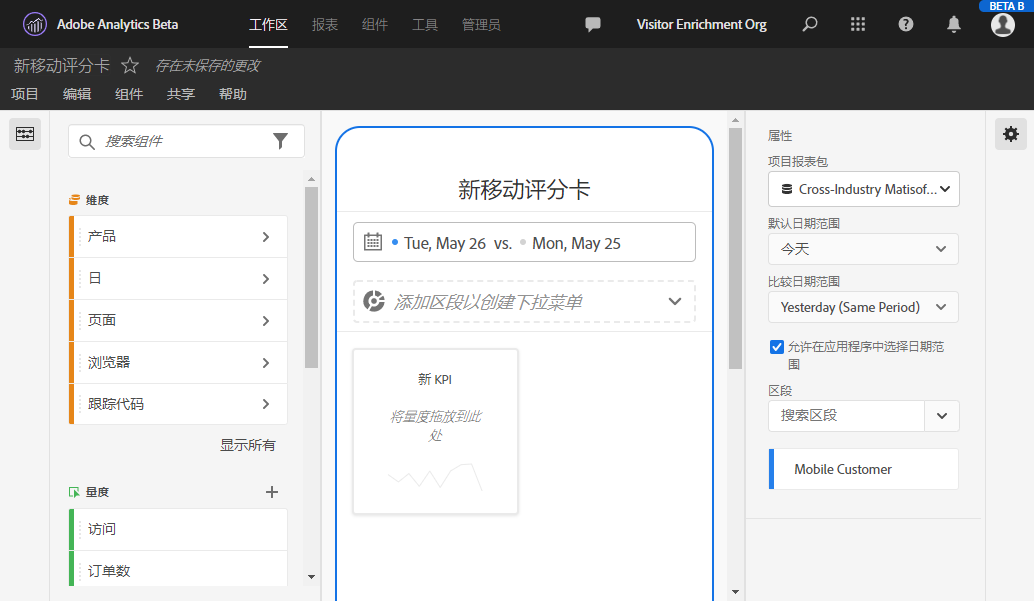 BETA B
Adobe Analytics Beta
工作区 报表 组件 工具 管理员
Visitor Enrichment Org
新移动评分卡 存在未保存的更改
项目 编辑 组件 共享 帮助
搜索组件
维度
产品
日
页面
浏览器
跟踪代码
显示所有
量度
访问
订单数
新移动评分卡
Tue, May 26 vs. Mon, May 25
添加区段以创建下拉菜单
新 KPI
将量度拖放到此
处
属性
项目报表包
Cross-Industry Matisof...
默认日期范围
今天
比较日期范围
Yesterday (Same Period)
允许在应用程序中选择日期范
围
区段
搜索区段
Mobile Customer